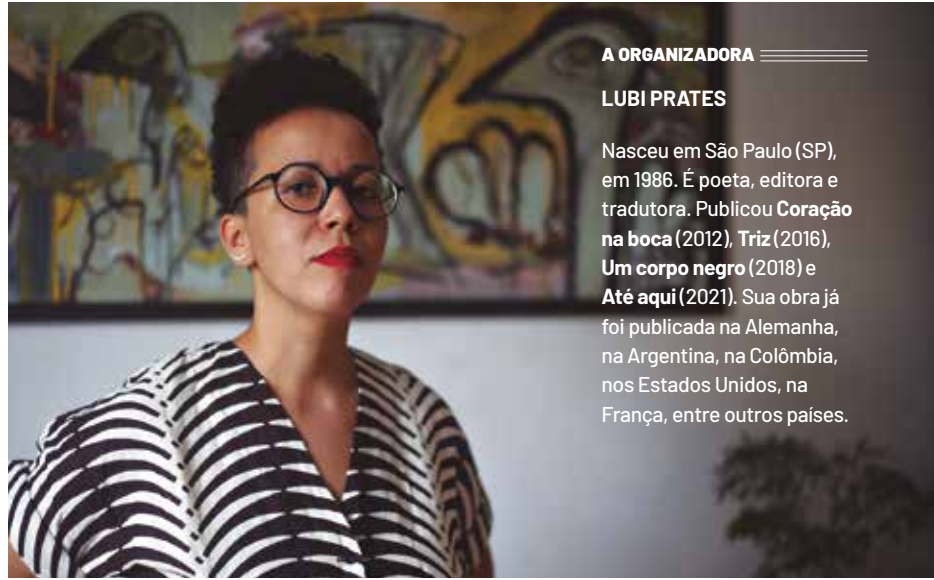 A ORGANIZADORA
LUBI PRATES
Nasceu em São Paulo (SP),
em 1986. É poeta, editora e
tradutora. Publicou Coração
na boca (2012), Triz (2016),
Um corpo negro (2018) e
Até aqui (2021). Sua obra já
foi publicada na Alemanha,
na Argentina, na Colômbia,
nos Estados Unidos, na
França, entre outros países.